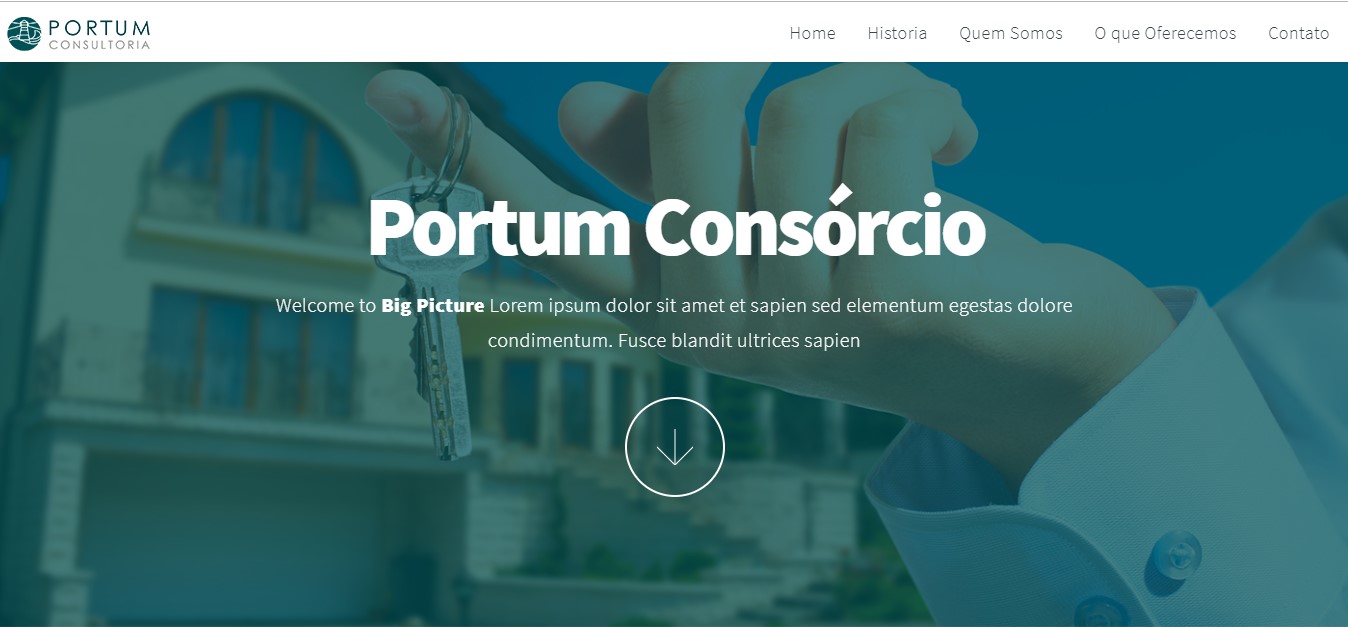 PORTUM
CONSULTORIA
Home Historia Quem Somos O que Oferecemos Contato
Portum Consórcio
Welcome to Big Picture Lorem ipsum dolor sit amet et sapien sed elementum egestas dolore
condimentum. Fusce blandit ultrices sapien